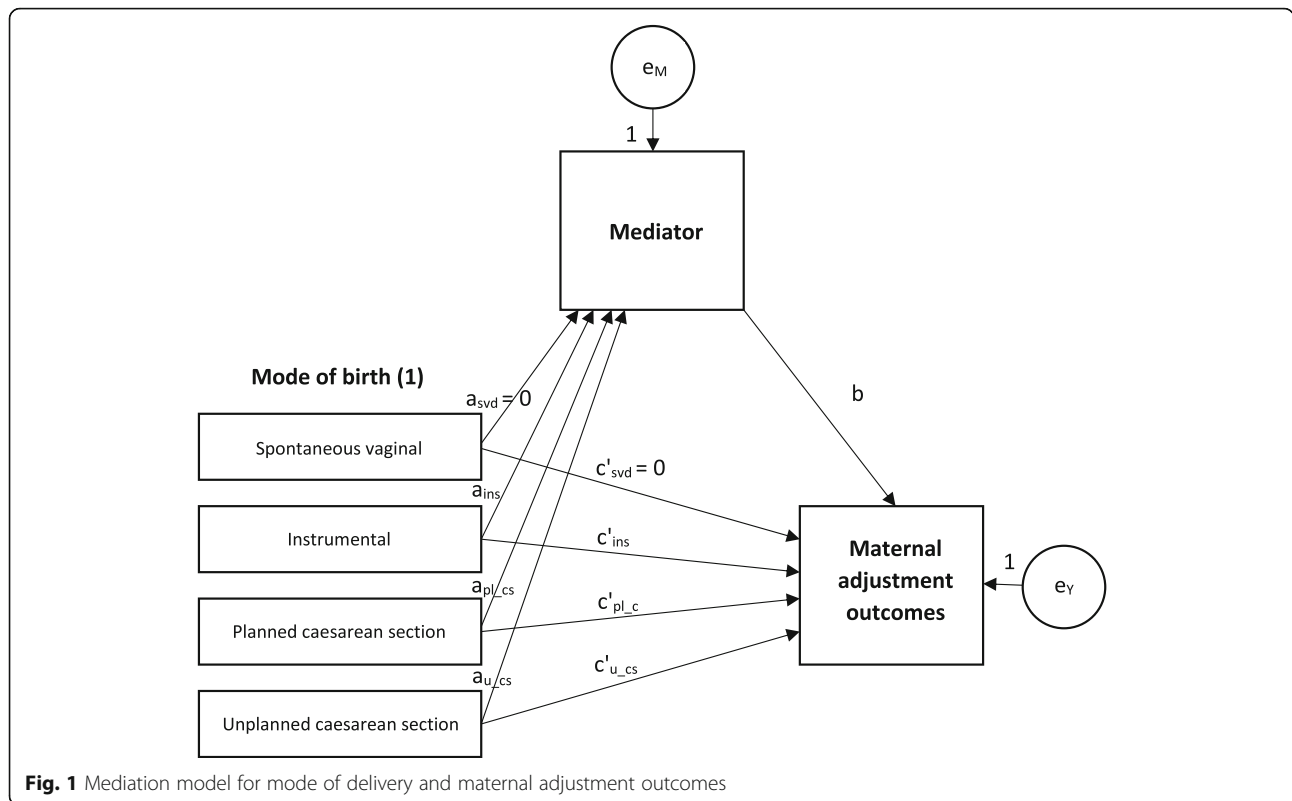 eM
1
Mediator
Mode of birth (1)
asvd = 0
Spontaneous vaginal
b
c'svd = 0
ains
Instrumental
c'ins
Maternal
adjustment
outcomes
1
eY
apl_cs
c'pl_c
Planned caesarean section
au_cs
c'u_cs
Unplanned caesarean section
Fig. 1 Mediation model for mode of delivery and maternal adjustment outcomes